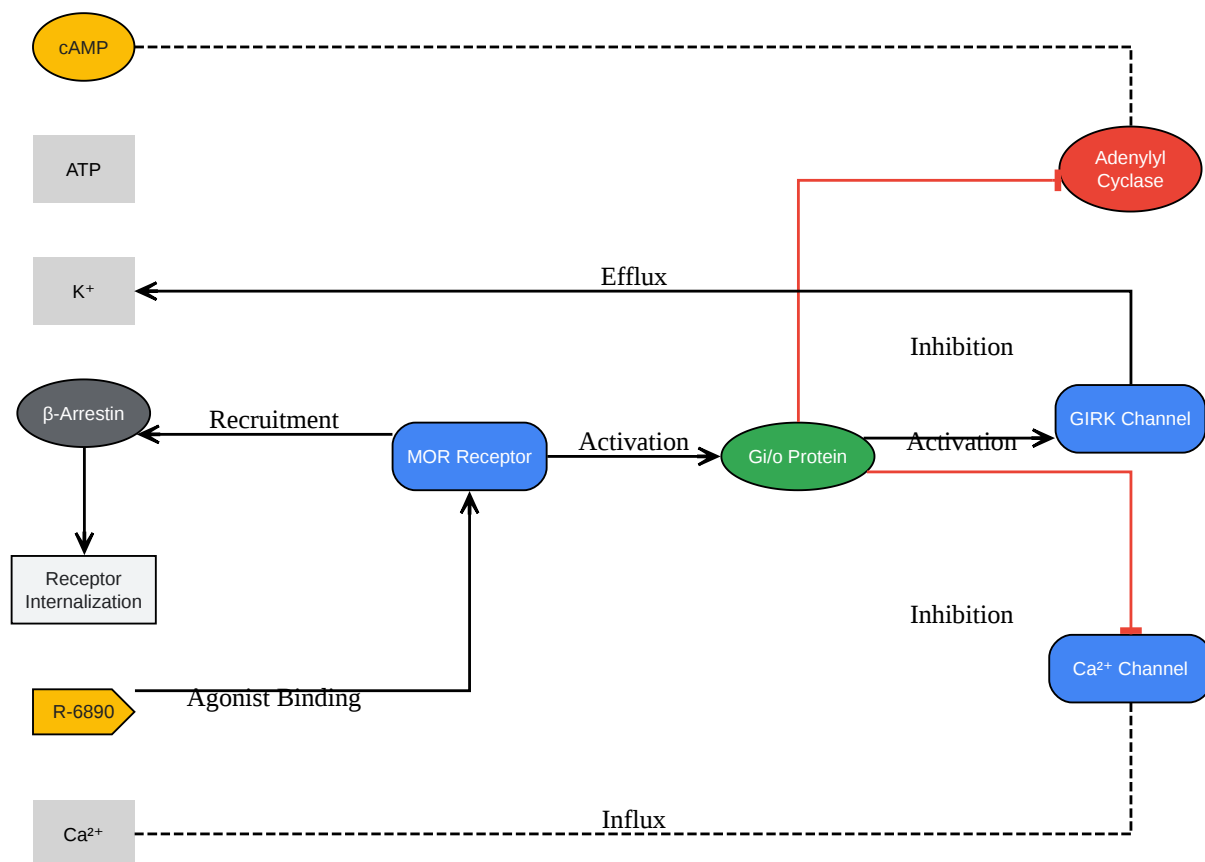 cAMP
ATP
Adenylyl
Cyclase
K⁺
Efflux
Inhibition
β-Arrestin
Recruitment
MOR Receptor
Activation
Gi/o Protein
Activation
GIRK Channel
Receptor
Internalization
Inhibition
Ca²⁺ Channel
R-6890
Agonist Binding
Ca²⁺
Influx